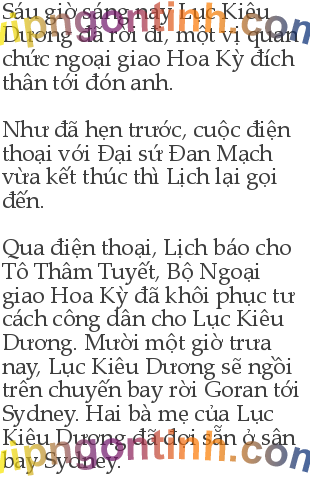 Sáu giờ sáng nay Lục Kiêu
Dương đã rời đi, một vị quan
chức ngoại giao Hoa Kỳ đích
thân tới đón anh.
Như đã hẹn trước, cuộc điện
thoại với Đại sứ Đan Mạch
vừa kết thúc thì Lịch lại gọi
đến.
Qua điện thoại, Lịch báo cho
Tô Thâm Tuyết, Bộ Ngoại
giao Hoa Kỳ đã khôi phục tư
cách công dân cho Lục Kiêu
Dương. Mười một giờ trưa
nay, Lục Kiêu Dương sẽ ngồi
trên chuyến bay rời Goran tới
Sydney. Hai bà mẹ của Lục
Kiêu Dương đã đợi sẵn ở sân
bay Sydney.